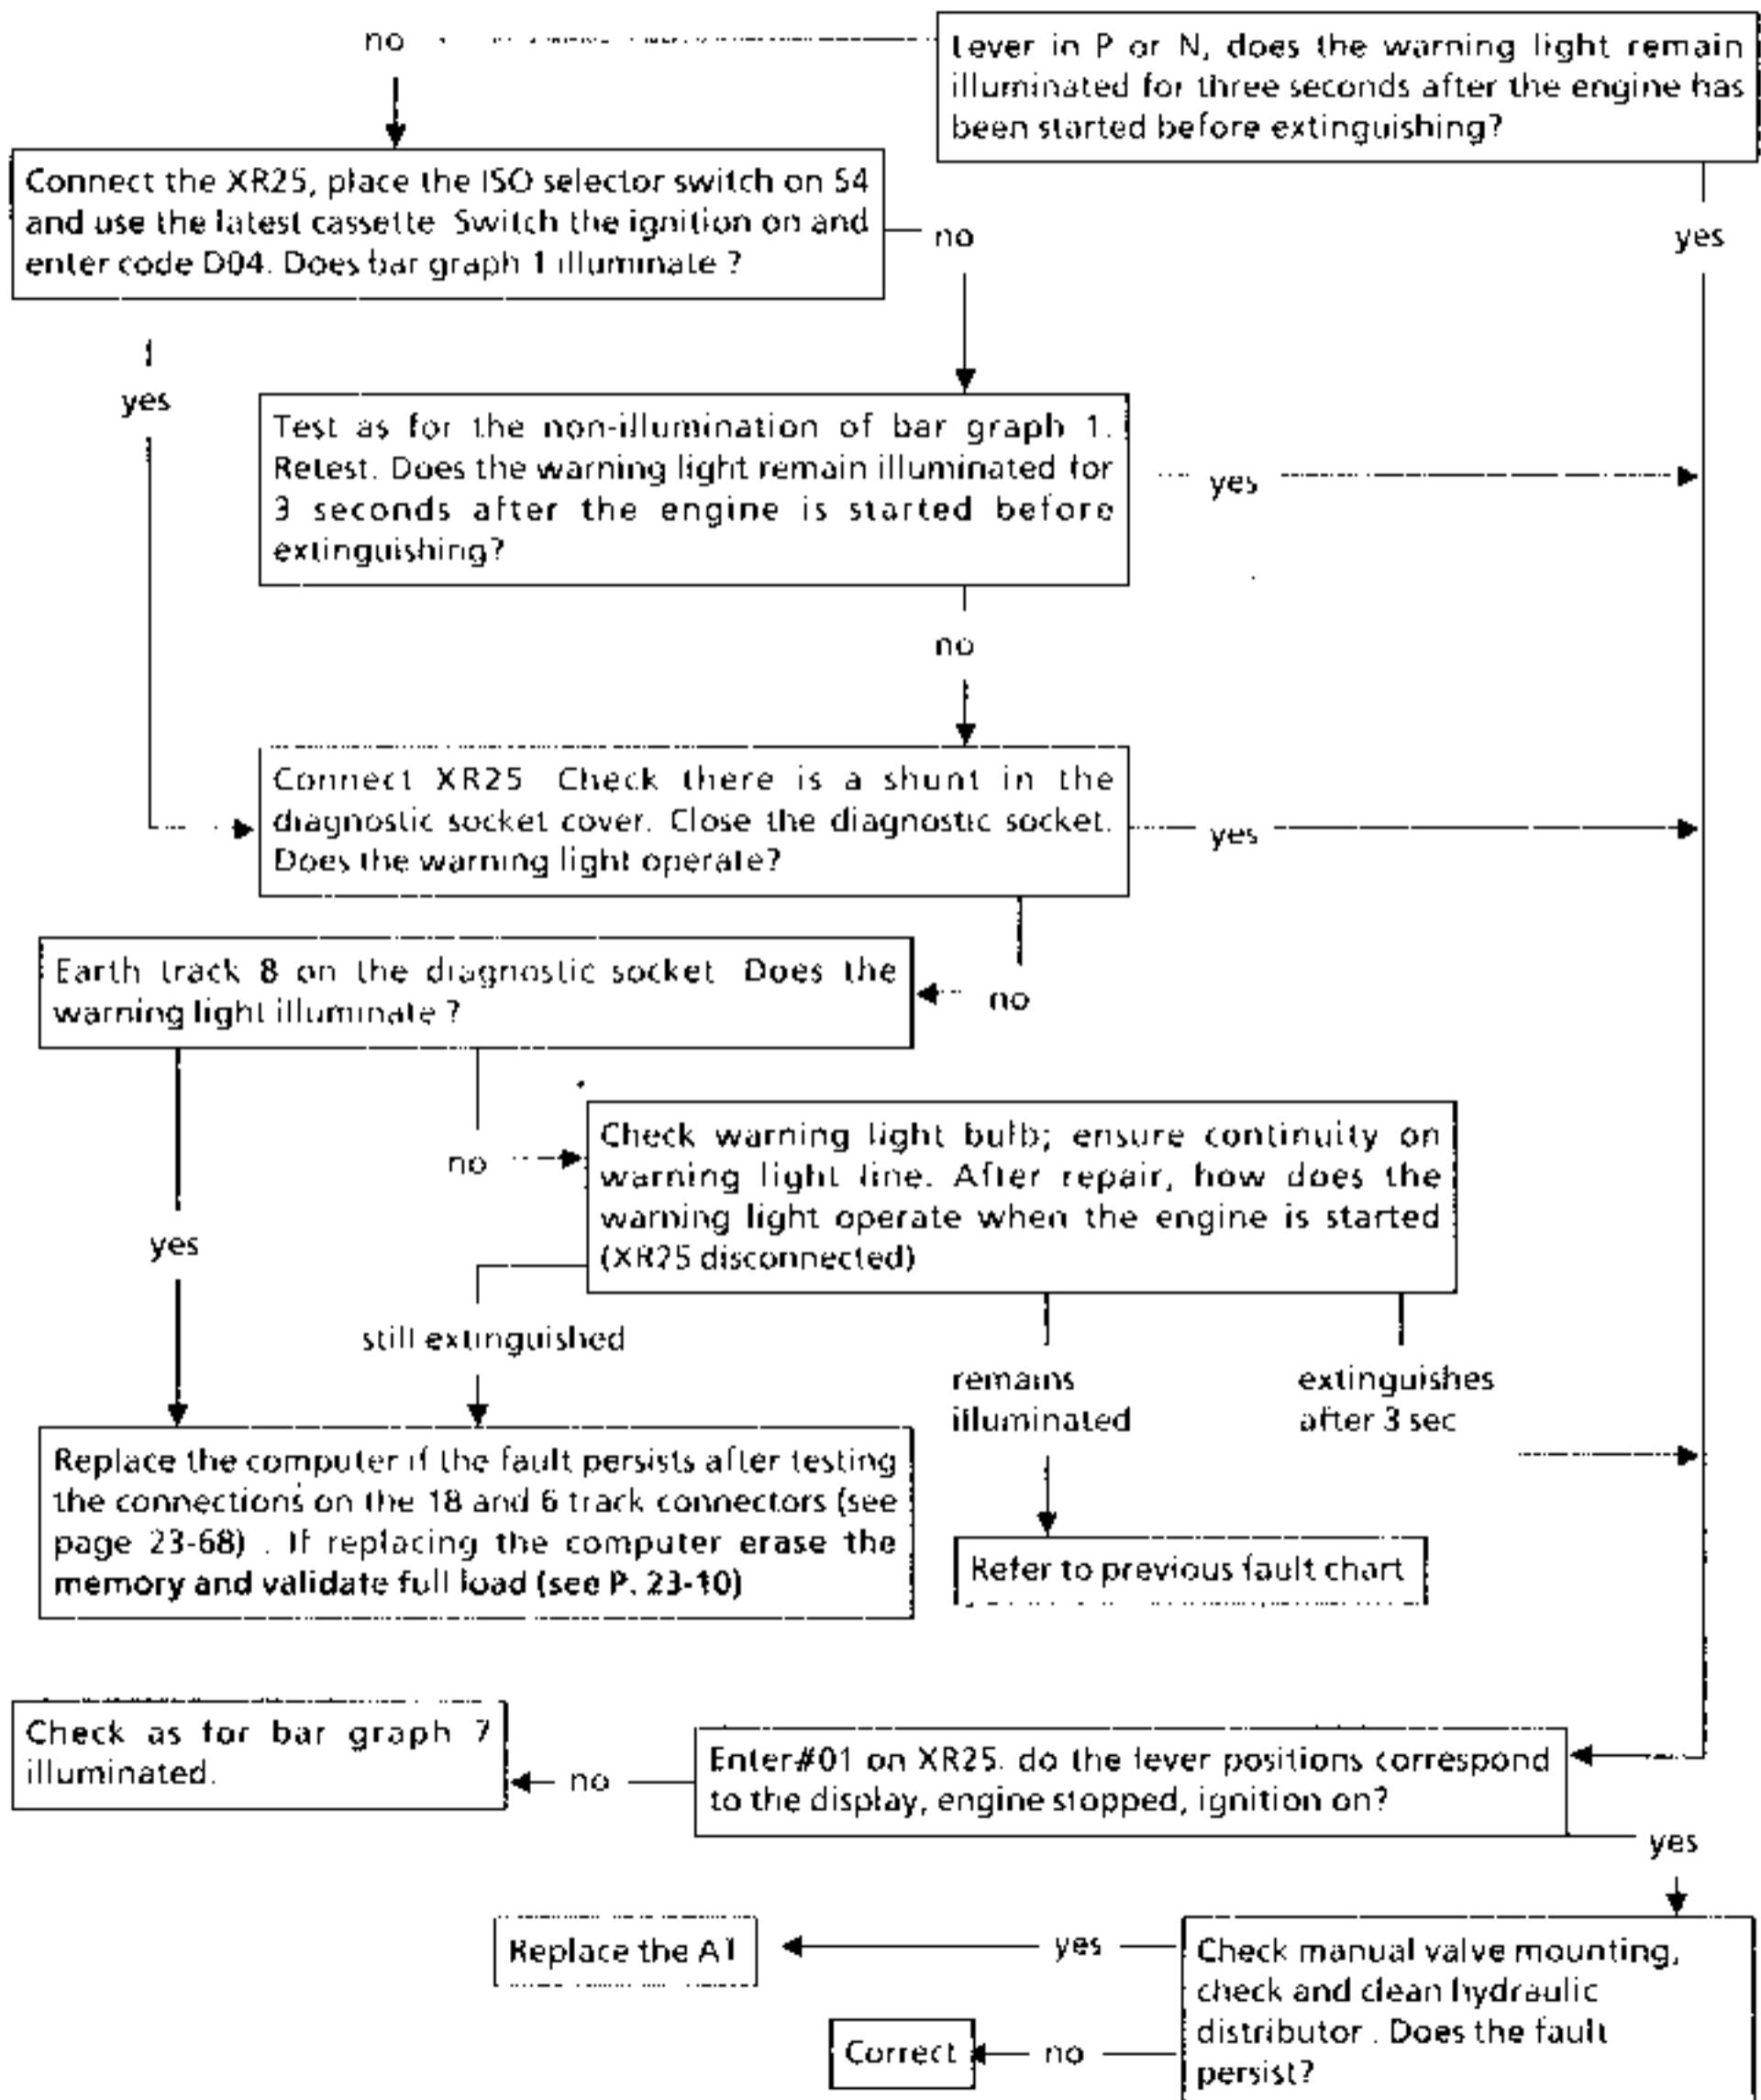 no
Lever in P or N, does the warning light remain
illuminated for three seconds after the engine has
been started before extinguishing?
Connect the XR25, place the ISO selector switch on S4
and use the latest cassette Switch the ignition on and
enter code D04. Does bar graph 1 illuminate ?
no
yes
yes
Test as for the non-illumination of bar graph 1.
Retest. Does the warning light remain illuminated for
3 seconds after the engine is started before
extinguishing?
yes
no
Connect XR25 Check there is a shunt in the
diagnostic socket cover. Close the diagnostic socket.
Does the warning light operate?
yes
Earth track 8 on the diagnostic socket Does the
warning light illuminate ?
no
Check warning light bulb; ensure continuity on
warning light line. After repair, how does the
warning light operate when the engine is started
(XR25 disconnected)
no
yes
still extinguished
remains
illuminated
extinguishes
after 3 sec
Replace the computer if the fault persists after testing
the connections on the 18 and 6 track connectors (see
page 23-68) . If replacing the computer erase the
memory and validate full load (see P. 23-10)
Refer to previous fault chart
Check as for bar graph 7
illuminated.
no
Enter#01 on XR25. do the lever positions correspond
to the display, engine stopped, ignition on?
yes
Replace the AT
yes
Check manual valve mounting,
check and clean hydraulic
distributor . Does the fault
persist?
Correct
no